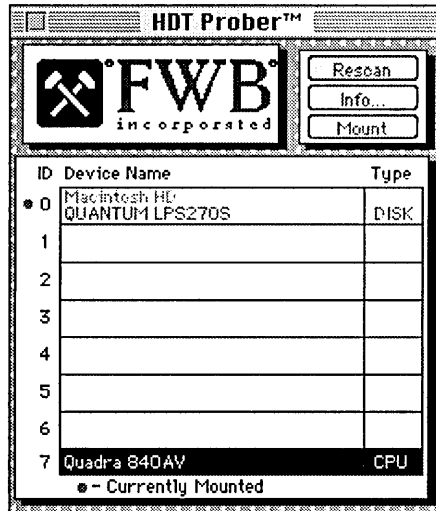 HDT Prober™
FWB
incorporated
Rescan
Info...
Mount
ID Device Name Type
0 Macintosh HD
QUANTUM LPS270S DISK
1
2
3
4
5
6
7 Quadra 840AV CPU
● - Currently Mounted